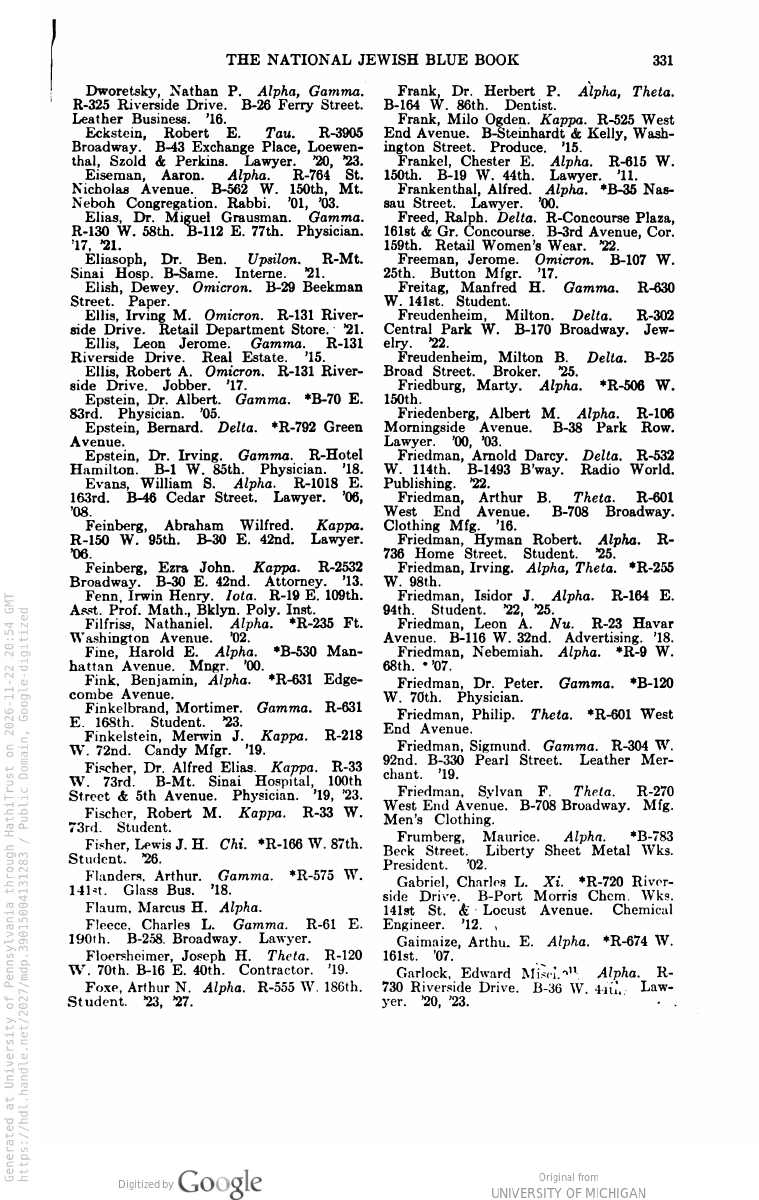 THE NATIONAL JEWISH BLUE BOOK 331
Dworetsky, Nathan P. Alpha, Gamma.
R-325 Riverside Drive. B-26 Ferry Street.
Leather Business. '16.
Eckstein, Robert E. Tau. R-3905
Broadway. B-43 Exchange Place, Loewen-
thal, Szold & Perkins. Lawyer. '20, '23.
Eiseman, Aaron. Alpha. R-764 St.
Nicholas Avenue. B-562 W. 150th, Mt.
Neboh Congregation. Rabbi. '01, '03.
Elias, Dr. Miguel Grausman. Gamma.
R-130 W. 58th. B-112 E. 77th. Physician.
'17, '21.
Eliasoph, Dr. Ben. Upsilon. R-Mt.
Sinai Hosp. B-Same. Interne. '21.
Elish, Dewey. Omicron. B-29 Beekman
Street. Paper.
Ellis, Irving M. Omicron. R-131 River-
side Drive. Retail Department Store. '21.
Ellis, Leon Jerome. Gamma. R-131
Riverside Drive. Real Estate. '15.
Ellis, Robert A. Omicron. R-131 River-
side Drive. Jobber. '17.
Epstein, Dr. Albert. Gamma. *B-70 E.
83rd. Physician. '05.
Epstein, Bernard. Delta. *R-792 Green
Avenue.
Epstein, Dr. Irving. Gamma. R-Hotel
Hamilton. B-1 W. 85th. Physician. '18.
Evans, William S. Alpha. R-1018 E.
163rd. B-46 Cedar Street. Lawyer. '06,
'08.
Feinberg, Abraham Wilfred. Kappa.
R-150 W. 95th. B-30 E. 42nd. Lawyer.
'06.
Feinberg, Ezra John. Kappa. R-2532
Broadway. B-30 E. 42nd. Attorney. '13.
Fenn, Irwin Henry. Iota. R-19 E. 109th.
Asst. Prof. Math., Bklyn. Poly. Inst.
Filfriss, Nathaniel. Alpha. *R-235 Ft.
Washington Avenue. '02.
Fine, Harold E. Alpha. *B-530 Man-
hattan Avenue. Mngr. '00.
Fink, Benjamin, Alpha. *R-631 Edge-
combe Avenue.
Finkelbrand, Mortimer. Gamma. R-631
E. 168th. Student. '23.
Finkelstein, Merwin J. Kappa. R-218
W. 72nd. Candy Mfgr. '19.
Fischer, Dr. Alfred Elias. Kappa. R-33
W. 73rd. B-Mt. Sinai Hospital, 100th
Street & 5th Avenue. Physician. '19, '23.
Fischer, Robert M. Kappa. R-33 W.
73rd. Student.
Fisher, Lewis J. H. Chi. *R-166 W. 87th.
Student. '26.
Flanders, Arthur. Gamma. *R-575 W.
141st. Glass Bus. '18.
Flaum, Marcus H. Alpha.
Fleece, Charles L. Gamma. R-61 E.
190th. B-258 Broadway. Lawyer.
Floersheimer, Joseph H. Theta. R-120
W. 70th. B-16 E. 40th. Contractor. '19.
Foxe, Arthur N. Alpha. R-555 W. 186th.
Student. '23, '27.
Frank, Dr. Herbert P. Alpha, Theta.
B-164 W. 86th. Dentist.
Frank, Milo Ogden. Kappa. R-525 West
End Avenue. B-Steinhardt & Kelly, Wash-
ington Street. Produce. '15.
Frankel, Chester E. Alpha. R-615 W.
150th. B-19 W. 44th. Lawyer. '11.
Frankenthal, Alfred. Alpha. *B-35 Nas-
sau Street. Lawyer. '00.
Freed, Ralph. Delta. R-Concourse Plaza,
161st & Gr. Concourse. B-3rd Avenue, Cor.
159th. Retail Women's Wear. '22.
Freeman, Jerome. Omicron. B-107 W.
25th. Button Mfgr. '17.
Freitag, Manfred H. Gamma. R-630
W. 141st. Student.
Freudenheim, Milton. Delta. R-302
Central Park W. B-170 Broadway. Jew-
elry. '22.
Freudenheim, Milton B. Delta. B-25
Broad Street. Broker. '25.
Friedburg, Marty. Alpha. *R-506 W.
150th.
Friedenberg, Albert M. Alpha. R-106
Morningside Avenue. B-38 Park Row.
Lawyer. '00, '03.
Friedman, Arnold Darcy. Delta. R-532
W. 114th. B-1493 B'way. Radio World.
Publishing. '22.
Friedman, Arthur B. Theta. R-601
West End Avenue. B-708 Broadway.
Clothing Mfg. '16.
Friedman, Hyman Robert. Alpha. R-
736 Home Street. Student. '25.
Friedman, Irving. Alpha, Theta. *R-255
W. 98th.
Friedman, Isidor J. Alpha. R-164 E.
94th. Student. '22, '25.
Friedman, Leon A. Nu. R-23 Havar
Avenue. B-116 W. 32nd. Advertising. '18.
Friedman, Nebemiah. Alpha. *R-9 W.
68th. '07.
Friedman, Dr. Peter. Gamma. *B-120
W. 70th. Physician.
Friedman, Philip. Theta. *R-601 West
End Avenue.
Friedman, Sigmund. Gamma. R-304 W.
92nd. B-330 Pearl Street. Leather Mer-
chant. '19.
Friedman, Sylvan F. Theta. R-270
West End Avenue. B-708 Broadway. Mfg.
Men's Clothing.
Frumberg, Maurice. Alpha. *B-783
Beck Street. Liberty Sheet Metal Wks.
President. '02.
Gabriel, Charles L. Xi. *R-720 River-
side Drive. B-Port Morris Chem. Wks.
141st St. & Locust Avenue. Chemical
Engineer. '12.
Gaimaize, Arthu. E. Alpha. *R-674 W.
161st. '07.
Garlock, Edward Alpha. R-
730 Riverside Drive. B-36 W. Law-
yer. '20, '23.
Generated at University of Pennsylvania through HathiTrust on 2026-11-22 20:54 GMT
https://hdl.handle.net/2027/mdp.39015004131283 / Public Domain, Google-digitized
Digitized by Google
Original from
UNIVERSITY OF MICHIGAN